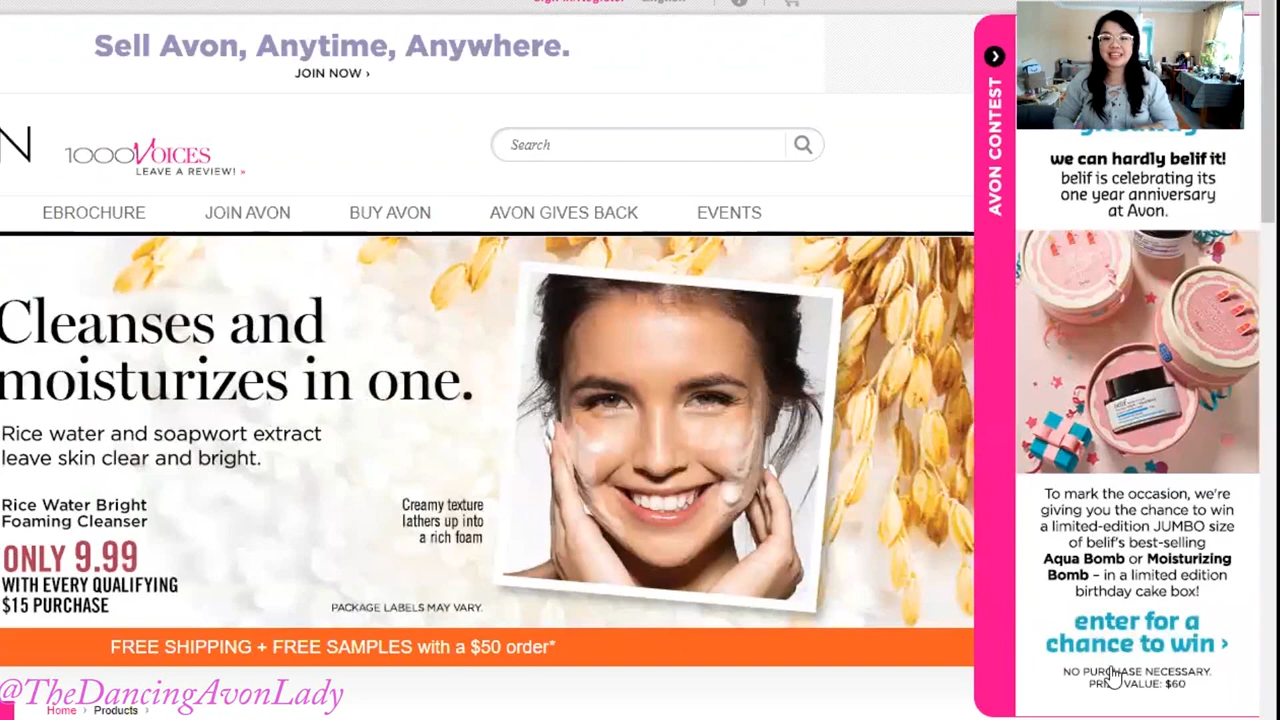 Sell Avon, Anytime, Anywhere.
JOIN NOW ›
N
1000VOICES
LEAVE A REVIEW! »
Search
EBROCHURE
JOIN AVON
BUY AVON
AVON GIVES BACK
EVENTS
Cleanses and
moisturizes in one.
Rice water and soapwort extract
leave skin clear and bright.
Rice Water Bright
Foaming Cleanser
ONLY 9.99
WITH EVERY QUALIFYING
$15 PURCHASE
Creamy texture
lathers up into
a rich foam
PACKAGE LABELS MAY VARY.
FREE SHIPPING + FREE SAMPLES with a $50 order*
@TheDancingAvonLady
Home › Products ›
AVON CONTEST
we can hardly belif it!
belif is celebrating its
one year anniversary
at Avon.
belif
To mark the occasion, we're
giving you the chance to win
a limited-edition JUMBO size
of belif's best-selling
Aqua Bomb or Moisturizing
Bomb – in a limited edition
birthday cake box!
enter for a
chance to win ›
NO PURCHASE NECESSARY.
PRIZE VALUE: $60